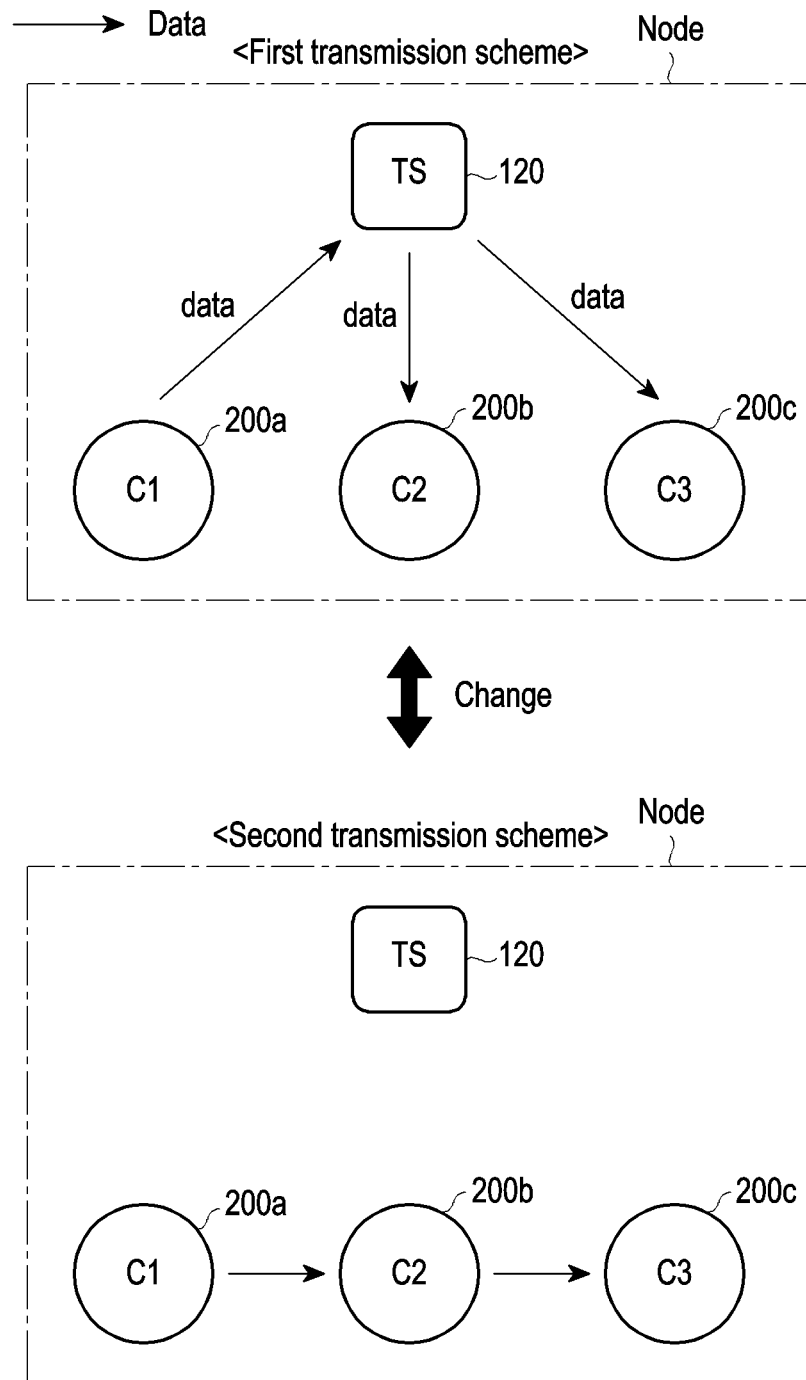 Data
<First transmission scheme>
Node
TS
120
data
data
data
200a
200b
200c
C1
C2
C3
Change
<Second transmission scheme>
Node
TS
120
200a
200b
200c
C1
C2
C3